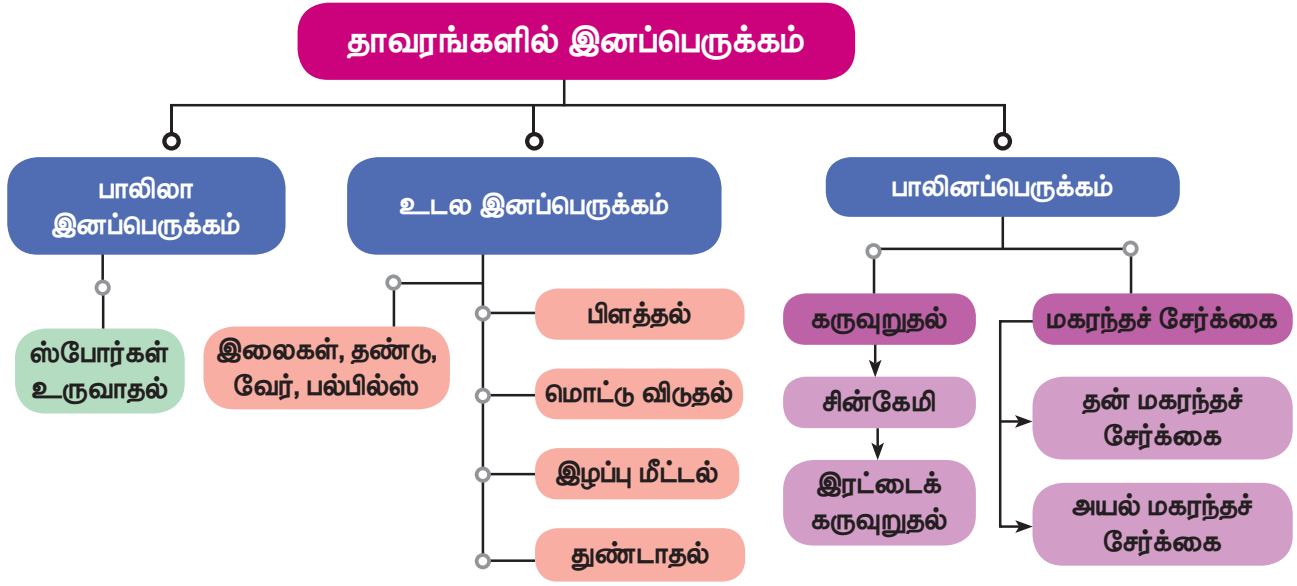 தாவரங்களில் இனப்பெருக்கம்
பாலிலா
இனப்பெருக்கம்
ஸ்போர்கள்
உருவாதல்
உடல இனப்பெருக்கம்
இலைகள், தண்டு,
வேர், பல்பில்ஸ்
பிளத்தல்
மொட்டு விடுதல்
இழப்பு மீட்டல்
துண்டாதல்
பாலினப்பெருக்கம்
கருவுறுதல்
சின்கேமி
இரட்டைக்
கருவுறுதல்
மகரந்தச் சேர்க்கை
தன் மகரந்தச்
சேர்க்கை
அயல் மகரந்தச்
சேர்க்கை